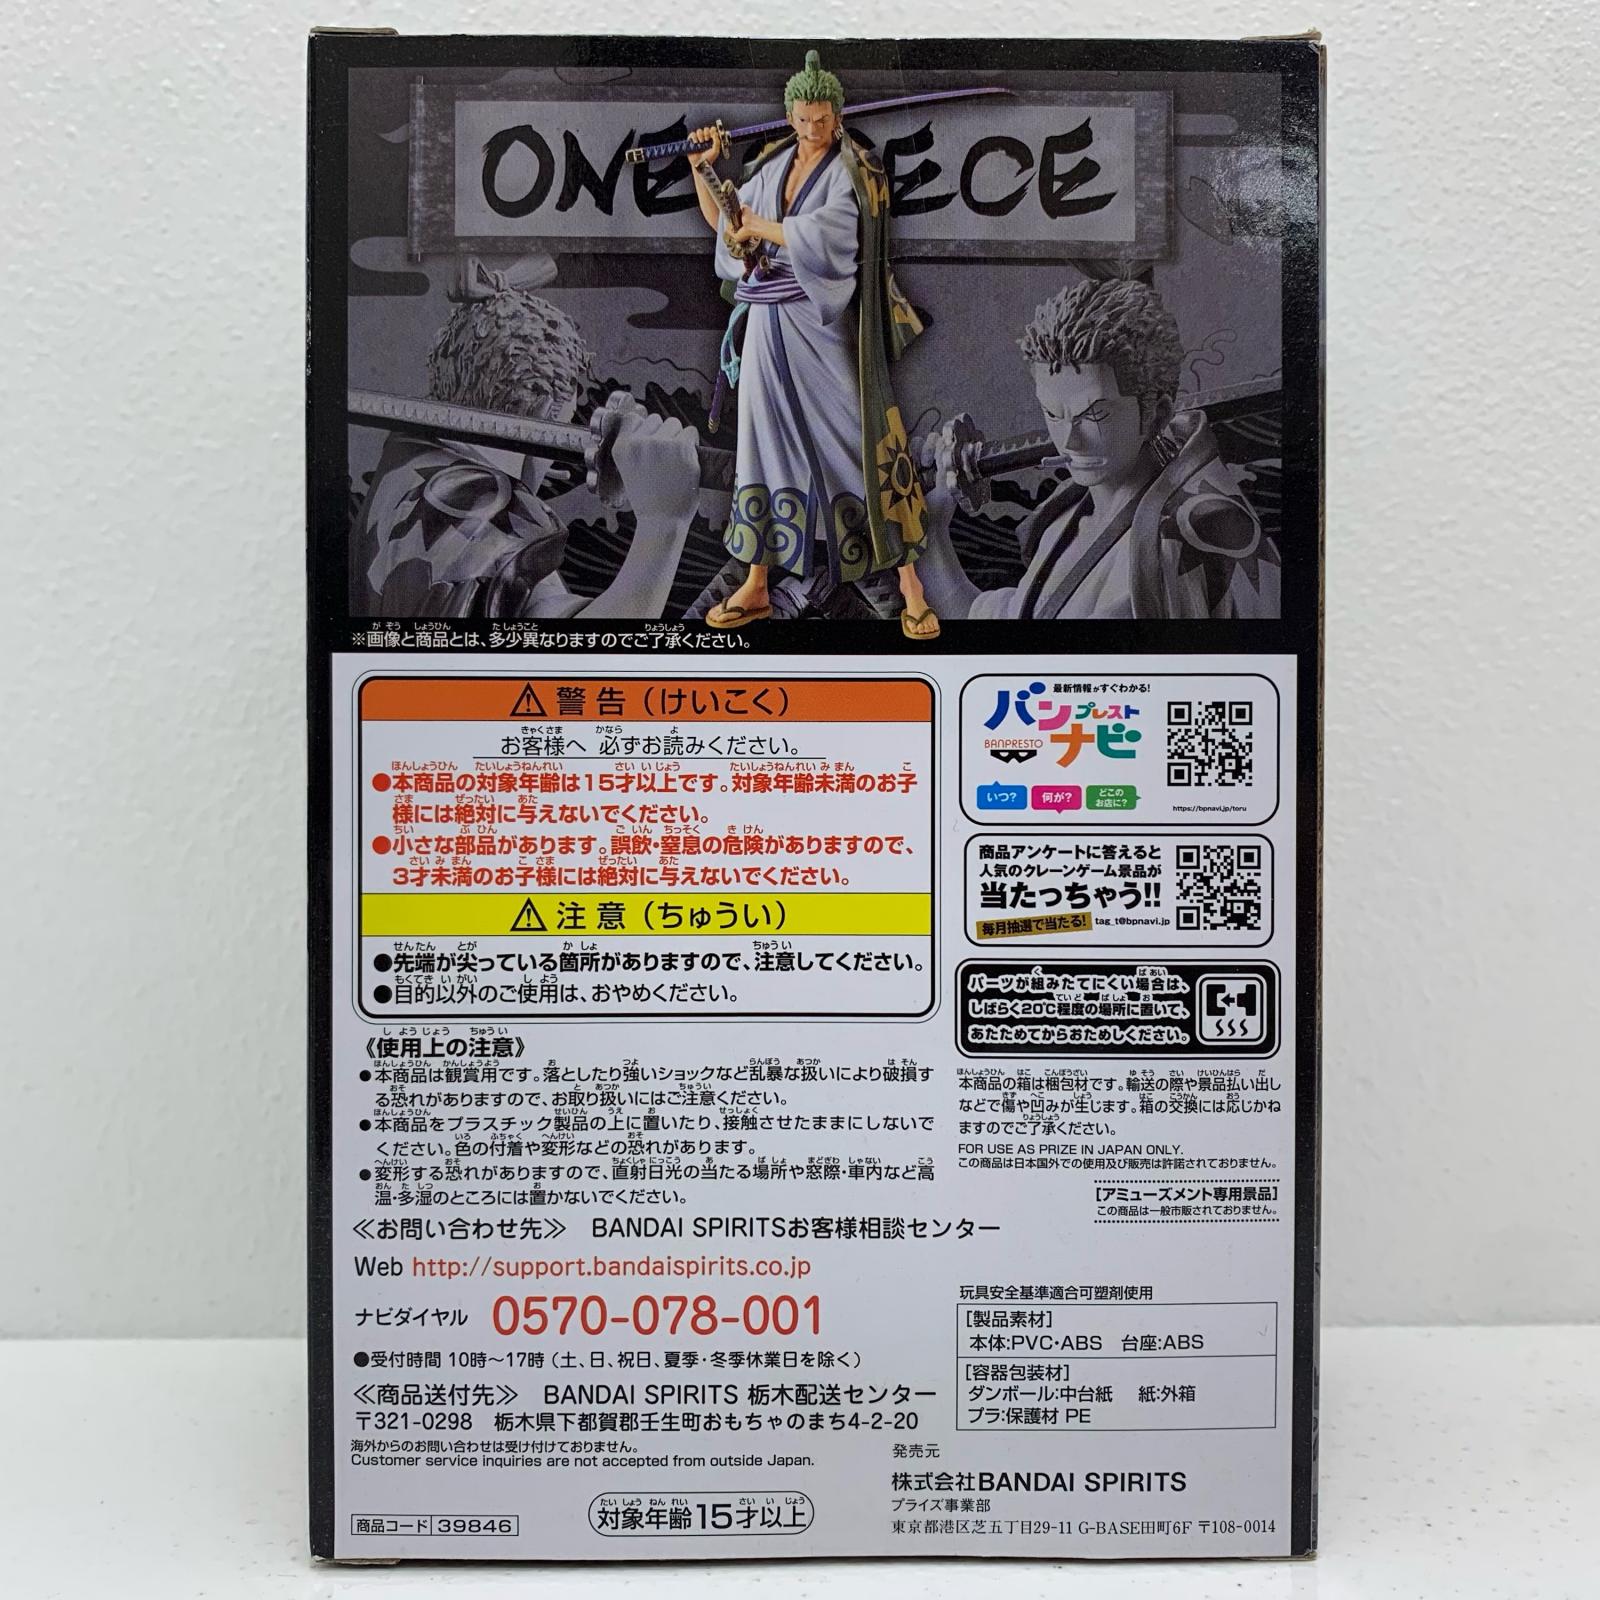 ONE PIECE
※画像と商品とは、多少異なりますのでご了承ください。
警告（けいこく）
お客様へ 必ずお読みください。
●本商品の対象年齢は15才以上です。対象年齢未満のお子
様には絶対に与えないでください。
●小さな部品があります。誤飲・窒息の危険がありますので、
3才未満のお子様には絶対に与えないでください。
注意（ちゅうい）
●先端が尖っている箇所がありますので、注意してください。
●目的以外のご使用は、おやめください。
《使用上の注意》
●本商品は観賞用です。落としたり強いショックなど乱暴な扱いにより破損す
る恐れがありますので、お取り扱いにはご注意ください。
●本商品をプラスチック製品の上に置いたり、接触させたままにしないで
ください。色の付着や変形などの恐れがあります。
●変形する恐れがありますので、直射日光の当たる場所や窓際・車内など高
温・多湿のところには置かないでください。
最新情報がすぐわかる!
バンプレストナビ
BANPRESTO
いつ?
何が?
どこの
お店に?
https://bpnavi.jp/toru
商品アンケートに答えると
人気のクレーンゲーム景品が
当たっちゃう!!
毎月抽選で当たる!
tag_t@bpnavi.jp
パーツが組みたてにくい場合は、
しばらく20℃程度の場所に置いて、
あたためてからおためしください。
本商品の箱は梱包材です。輸送の際や景品払い出し
などで傷や凹みが生じます。箱の交換には応じかね
ますのでご了承ください。
FOR USE AS PRIZE IN JAPAN ONLY.
この商品は日本国外での使用及び販売は許諾されておりません。
［アミューズメント専用景品］
この商品は一般市販されておりません。
≪お問い合わせ先≫ BANDAI SPIRITSお客様相談センター
Web http://support.bandaispirits.co.jp
ナビダイヤル 0570-078-001
●受付時間 10時〜17時（土、日、祝日、夏季・冬季休業日を除く）
≪商品送付先≫ BANDAI SPIRITS 栃木配送センター
〒321-0298 栃木県下都賀郡壬生町おもちゃのまち4-2-20
海外からのお問い合わせは受け付けておりません。
Customer service inquiries are not accepted from outside Japan.
玩具安全基準適合可塑剤使用
［製品素材］
本体:PVC・ABS 台座:ABS
［容器包装材］
ダンボール:中台紙 紙:外箱
プラ:保護材 PE
発売元
株式会社BANDAI SPIRITS
プライズ事業部
東京都港区芝五丁目29-11 G-BASE田町6F 〒108-0014
対象年齢15才以上
商品コード 39846